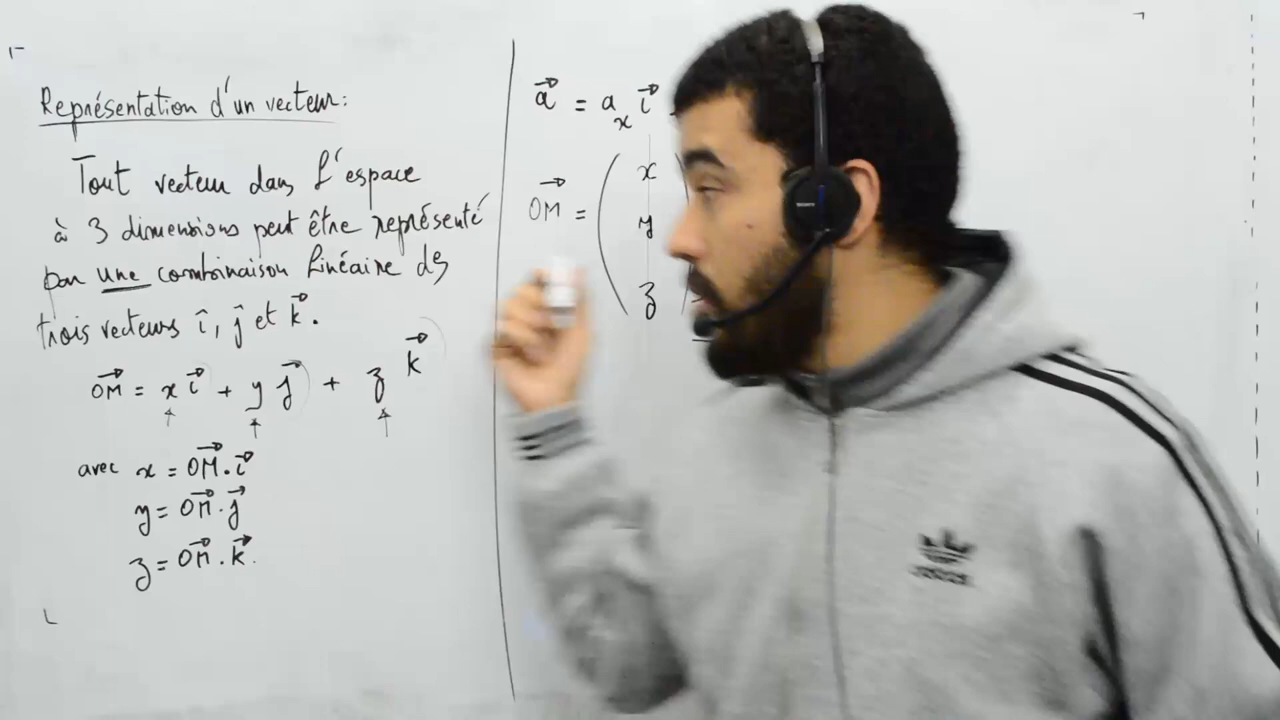 Représentation d'un vecteur:
Tout vecteur dans l'espace
à 3 dimensions peut être représenté
par une combinaison linéaire des
trois vecteurs î, j⃗ et k⃗.
OM⃗ = x i⃗ + y j⃗ + z k⃗
avec x = OM⃗ . i⃗
y = OM⃗ . j⃗
z = OM⃗ . k⃗.
a⃗ = aₓ i⃗
OM⃗ = ( x
y
z